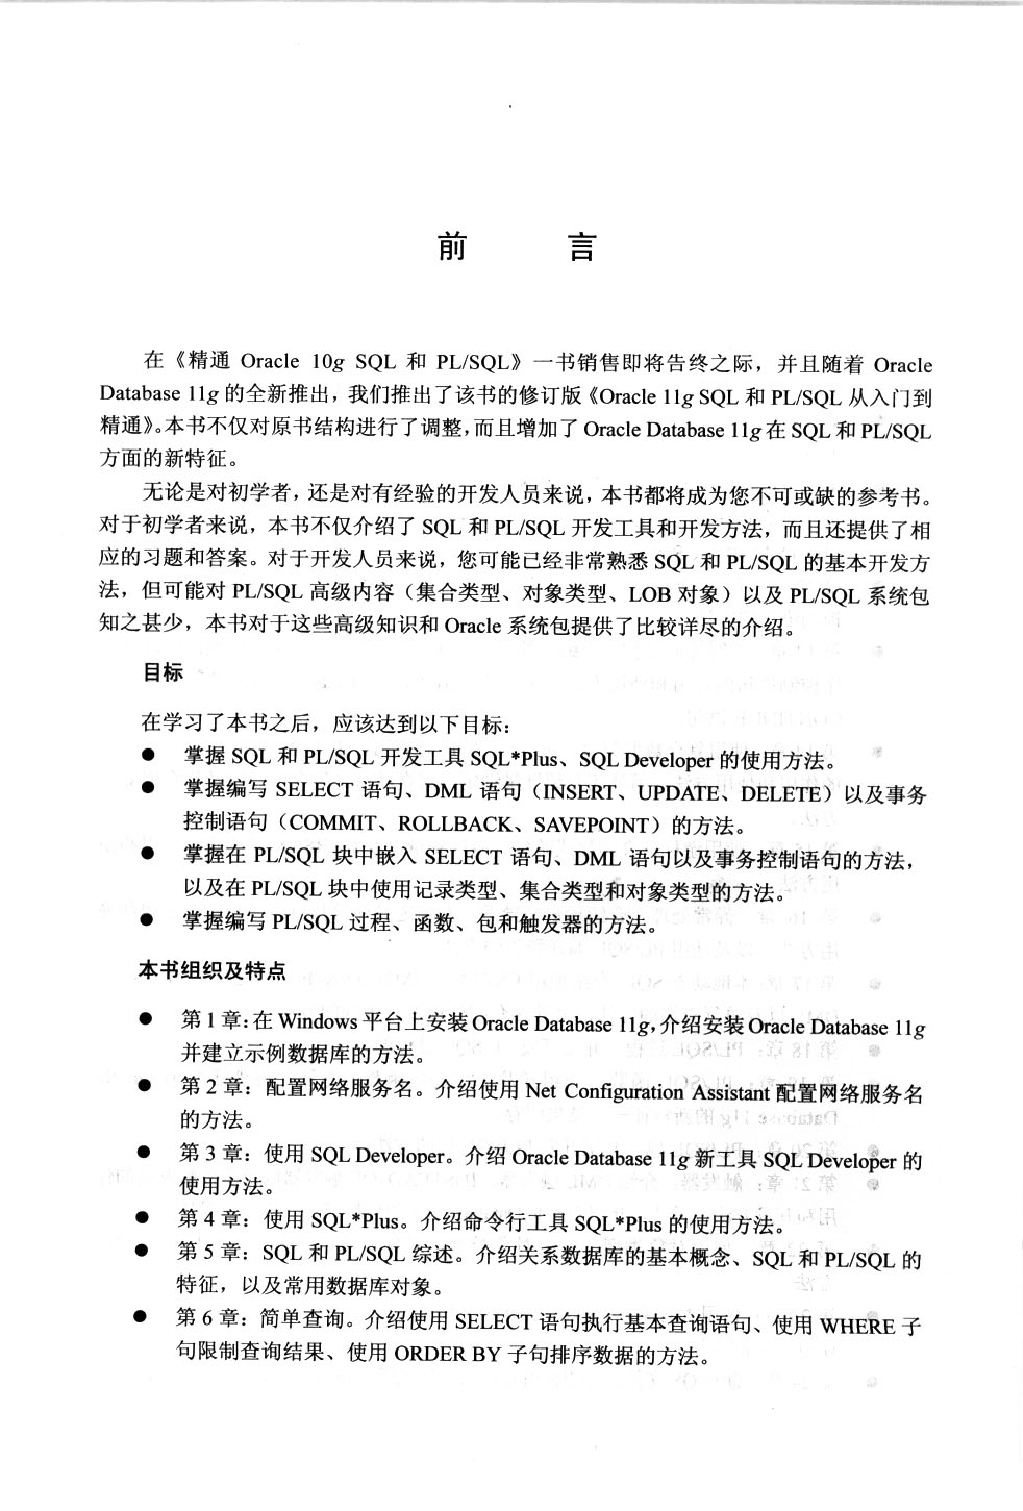 前言
在《精通 Oracle 10g SQL 和 PL/SQL》一书销售即将告终之际，并且随着 Oracle
Database 11g 的全新推出，我们推出了该书的修订版《Oracle 11g SQL 和 PL/SQL 从入门到
精通》。本书不仅对原书结构进行了调整，而且增加了 Oracle Database 11g 在 SQL 和 PL/SQL
方面的新特征。
无论是对初学者，还是对有经验的开发人员来说，本书都将成为您不可或缺的参考书。
对于初学者来说，本书不仅介绍了 SQL 和 PL/SQL 开发工具和开发方法，而且还提供了相
应的习题和答案。对于开发人员来说，您可能已经非常熟悉 SQL 和 PL/SQL 的基本开发方
法，但可能对 PL/SQL 高级内容（集合类型、对象类型、LOB 对象）以及 PL/SQL 系统包
知之甚少，本书对于这些高级知识和 Oracle 系统包提供了比较详尽的介绍。
目标
在学习了本书之后，应该达到以下目标：
● 掌握 SQL 和 PL/SQL 开发工具 SQL*Plus、SQL Developer 的使用方法。
● 掌握编写 SELECT 语句、DML 语句（INSERT、UPDATE、DELETE）以及事务
控制语句（COMMIT、ROLLBACK、SAVEPOINT）的方法。
● 掌握在 PL/SQL 块中嵌入 SELECT 语句、DML 语句以及事务控制语句的方法，
以及在 PL/SQL 块中使用记录类型、集合类型和对象类型的方法。
● 掌握编写 PL/SQL 过程、函数、包和触发器的方法。
本书组织及特点
● 第 1 章：在 Windows 平台上安装 Oracle Database 11g，介绍安装 Oracle Database 11g
并建立示例数据库的方法。
● 第 2 章：配置网络服务名。介绍使用 Net Configuration Assistant 配置网络服务名
的方法。
● 第 3 章：使用 SQL Developer。介绍 Oracle Database 11g 新工具 SQL Developer 的
使用方法。
● 第 4 章：使用 SQL*Plus。介绍命令行工具 SQL*Plus 的使用方法。
● 第 5 章：SQL 和 PL/SQL 综述。介绍关系数据库的基本概念、SQL 和 PL/SQL 的
特征，以及常用数据库对象。
● 第 6 章：简单查询。介绍使用 SELECT 语句执行基本查询语句、使用 WHERE 子
句限制查询结果、使用 ORDER BY 子句排序数据的方法。